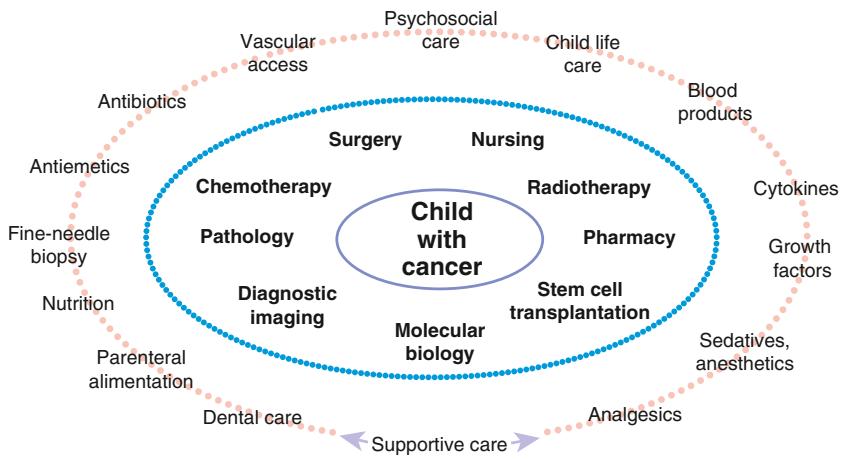 Psychosocial
care
Vascular
access
Child life
care
Blood
products
Antibiotics
Antiemetics
Cytokines
Fine-needle
biopsy
Growth
factors
Nutrition
Sedatives,
anesthetics
Parenteral
alimentation
Dental care
Analgesics
Supportive care
Surgery
Nursing
Chemotherapy
Radiotherapy
Pathology
Pharmacy
Diagnostic
imaging
Stem cell
transplantation
Molecular
biology
Child
with
cancer